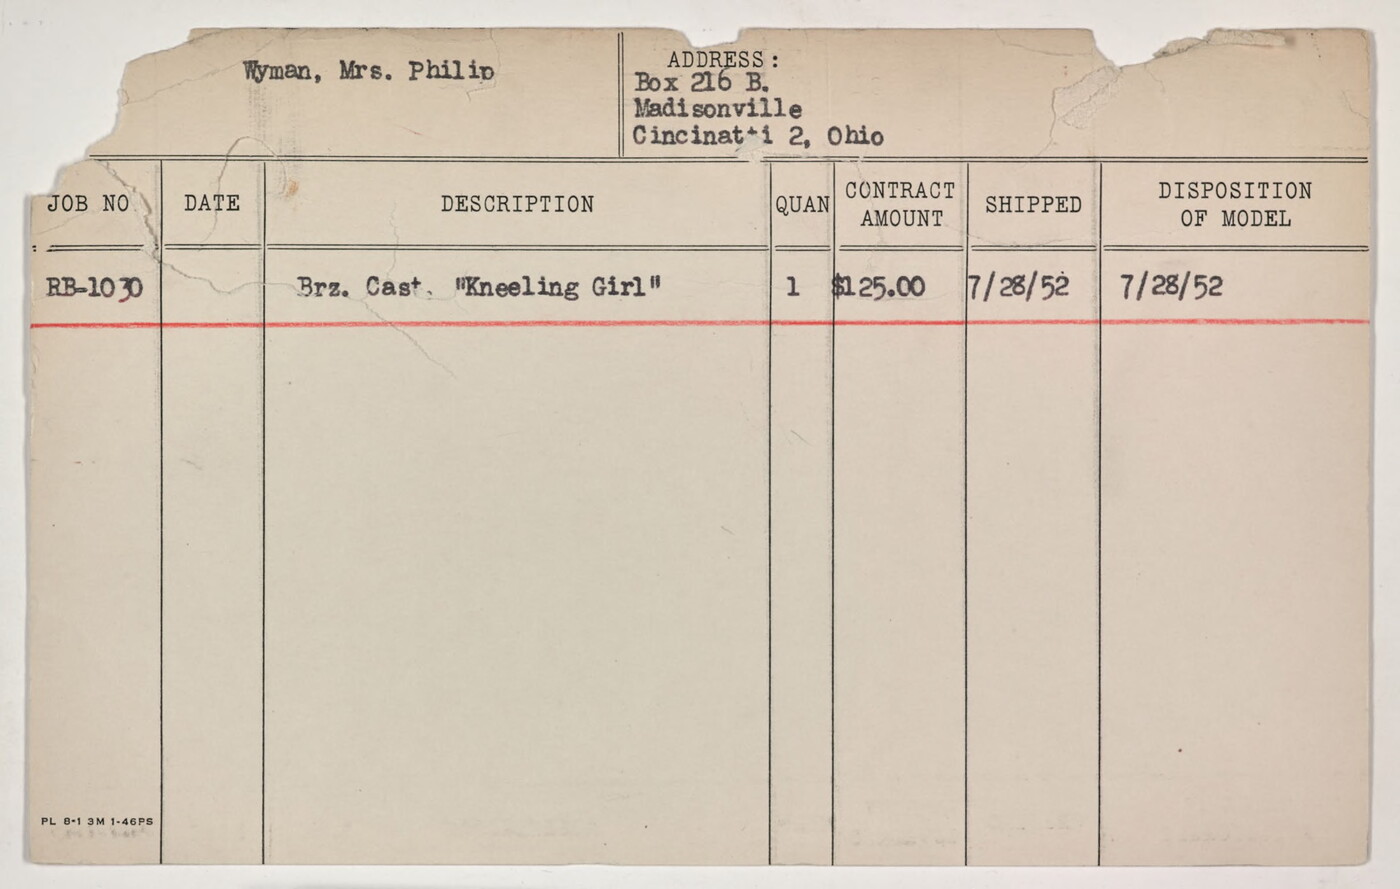 Wyman, Mrs. Philip
ADDRESS:
Box 216 B.
Madisonville
Cincinatti 2, Ohio
JOB NO DATE DESCRIPTION QUAN CONTRACT AMOUNT SHIPPED DISPOSITION OF MODEL
RB-1030 Brz. Cast. "Kneeling Girl" 1 $125.00 7/28/52 7/28/52
PL 8-1 3M 1-46PS